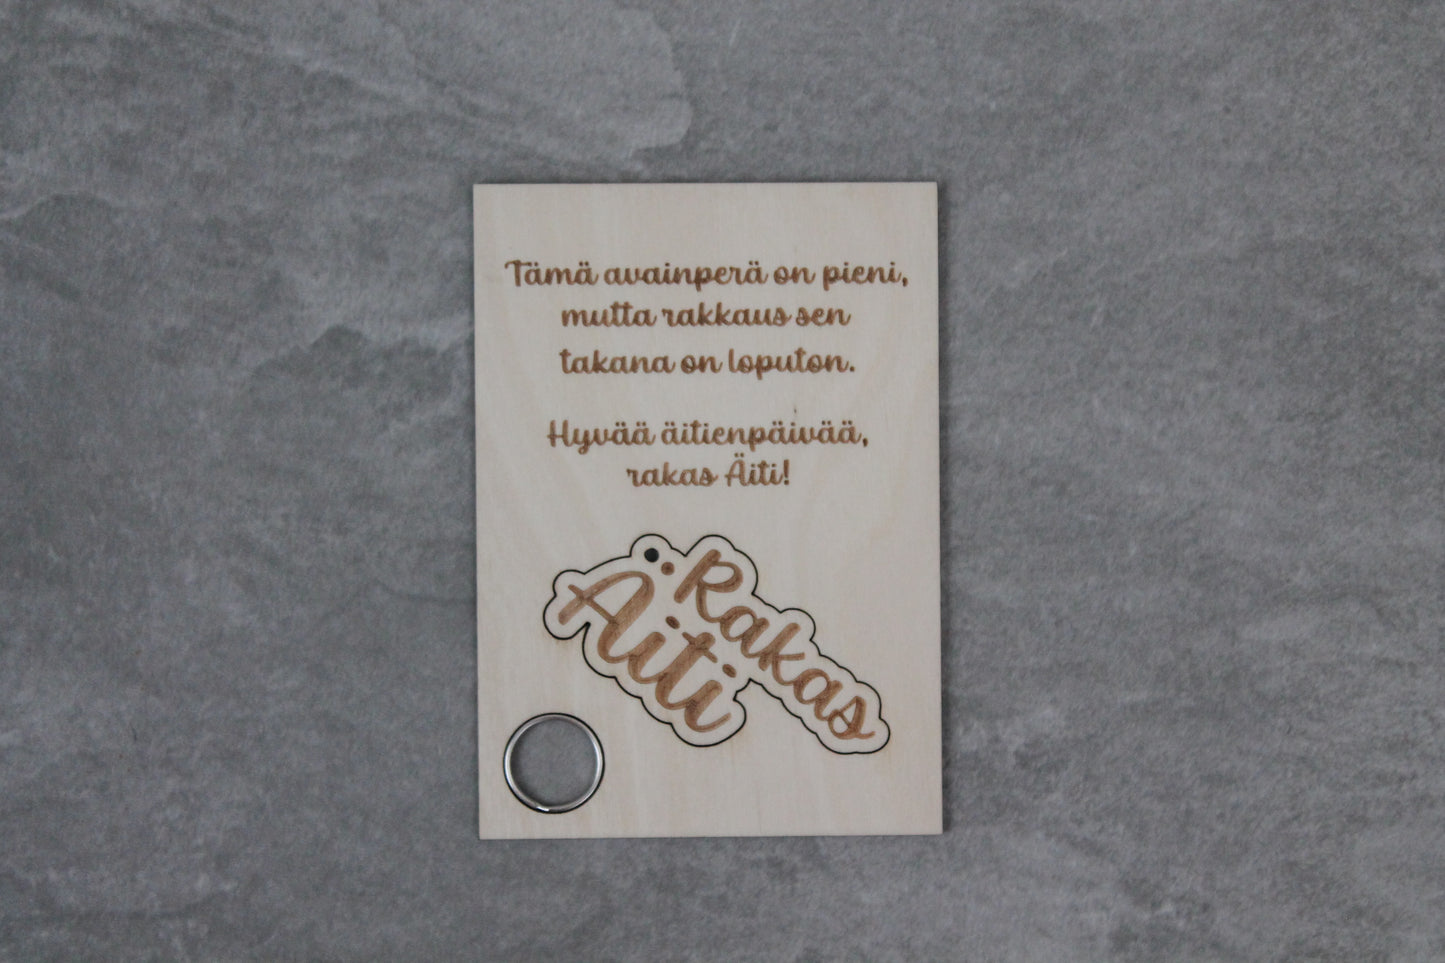 Tämä avainperä on pieni,
mutta rakkaus sen
takana on loputon.
Hyvää äitienpäivää,
rakas Äiti!
Rakas
Äiti